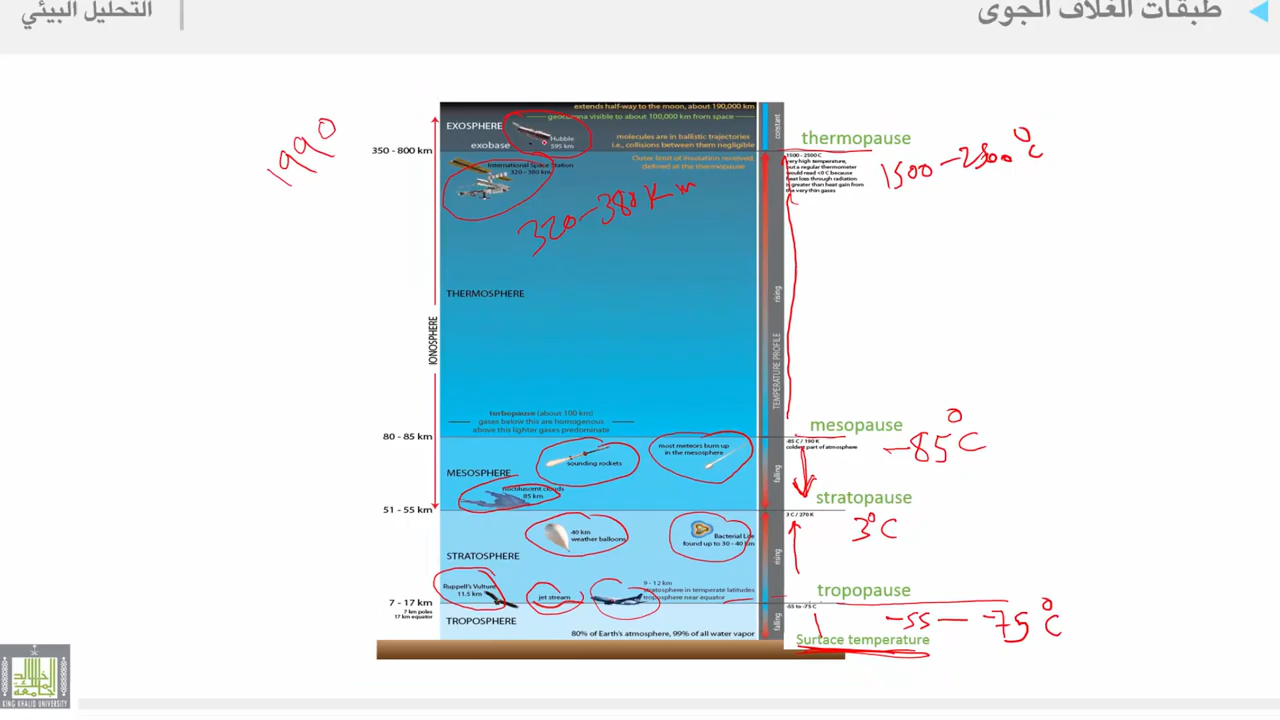 التحليل البيئي
طبقات الغلاف الجوى
extends half-way to the moon, about 190,000 km
geocorona visible to about 100,000 km from space
EXOSPHERE
Hubble
595 km
molecules are in ballistic trajectories
i.e., collisions between them negligible
constant
thermopause
1990
exobase
350 - 800 km
Outer limit of insulation received,
defined at the thermopause
International Space Station
320 - 380 km
1500 - 2500 C
very high temperature,
but a regular thermometer
would read <0 C because
heat loss through radiation
is greater than heat gain from
the very thin gases
1500 - 2500 °C
320 - 380 Km
THERMOSPHERE
rising
IONOSPHERE
TEMPERATURE PROFILE
turbopause (about 100 km)
gases below this are homogenous
above this lighter gases predominate
mesopause
80 - 85 km
-85 C / 190 K
coldest part of atmosphere
-85 °C
sounding rockets
most meteors burn up
in the mesosphere
MESOSPHERE
falling
noctilucent clouds
85 km
stratopause
51 - 55 km
3 C / 270 K
3 °C
40 km
weather balloons
Bacterial Life
found up to 30 - 40 km
STRATOSPHERE
rising
Ruppell's Vulture
11.5 km
jet stream
9 - 12 km
stratosphere in temperate latitudes
troposphere near equator
tropopause
7 - 17 km
7 km poles
17 km equator
-55 to -75 C
-55 — -75 °C
TROPOSPHERE
falling
80% of Earth's atmosphere, 99% of all water vapor
Surface temperature
KING KHALID UNIVERSITY